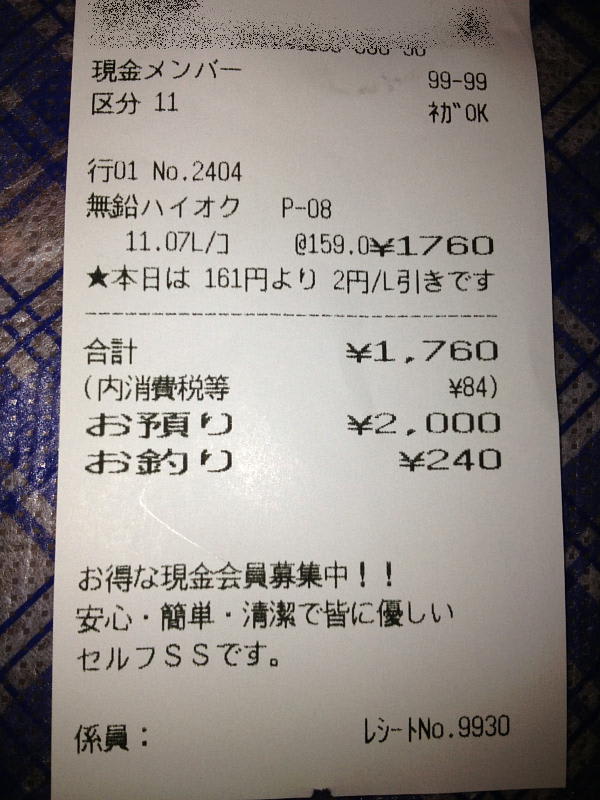 現金メンバー 99-99
区分 11 ﾈｶﾞOK
行01 No.2404
無鉛ハイオク P-08
11.07L/ｺ @159.0¥1760
★本日は 161円より 2円/L引きです
合計 ¥1,760
(内消費税等 ¥84)
お預り ¥2,000
お釣り ¥240
お得な現金会員募集中！！
安心・簡単・清潔で皆に優しい
セルフＳＳです。
係員： ﾚｼｰﾄNo.9930